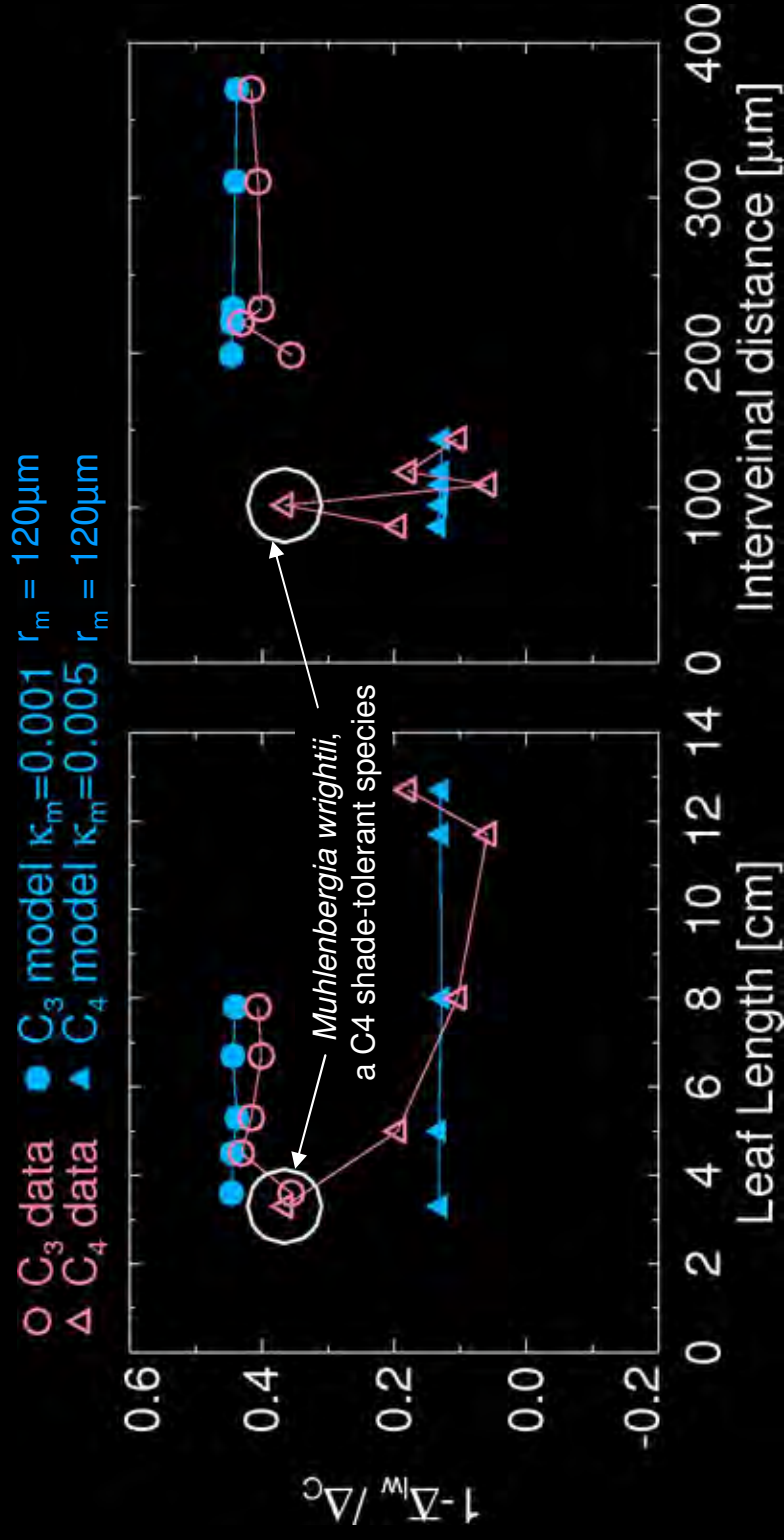 ○ C₃ data ● C₃ model κₘ=0.001 rₘ = 120μm
△ C₄ data ▲ C₄ model κₘ=0.005 rₘ = 120μm
1-Δ̅lw/ΔC
0.6
0.4
0.2
0.0
-0.2
Muhlenbergia wrightii,
a C4 shade-tolerant species
0 2 4 6 8 10 12 14
Leaf Length [cm]
0 100 200 300 400
Interveinal distance [μm]